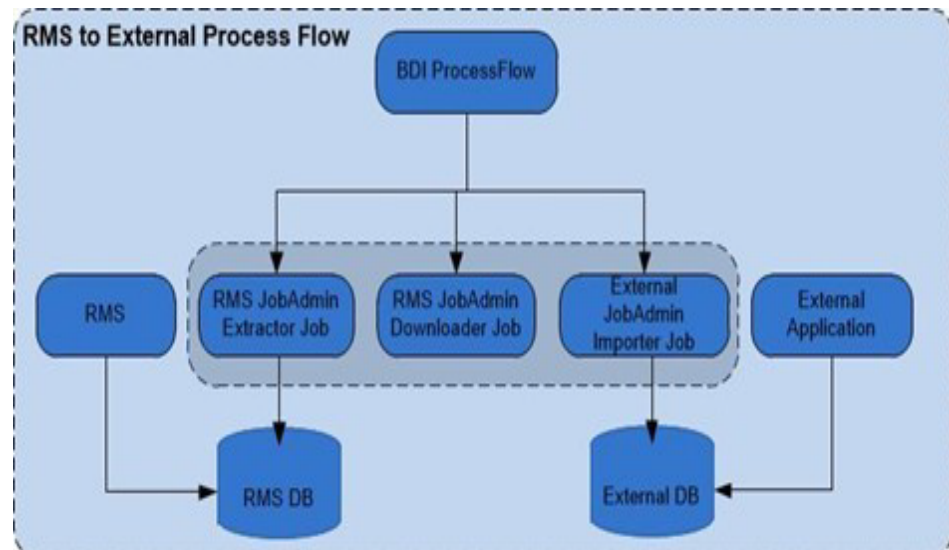 RMS to External Process Flow
BDI ProcessFlow
RMS
RMS JobAdmin
Extractor Job
RMS JobAdmin
Downloader Job
External
JobAdmin
Importer Job
External
Application
RMS DB
External DB